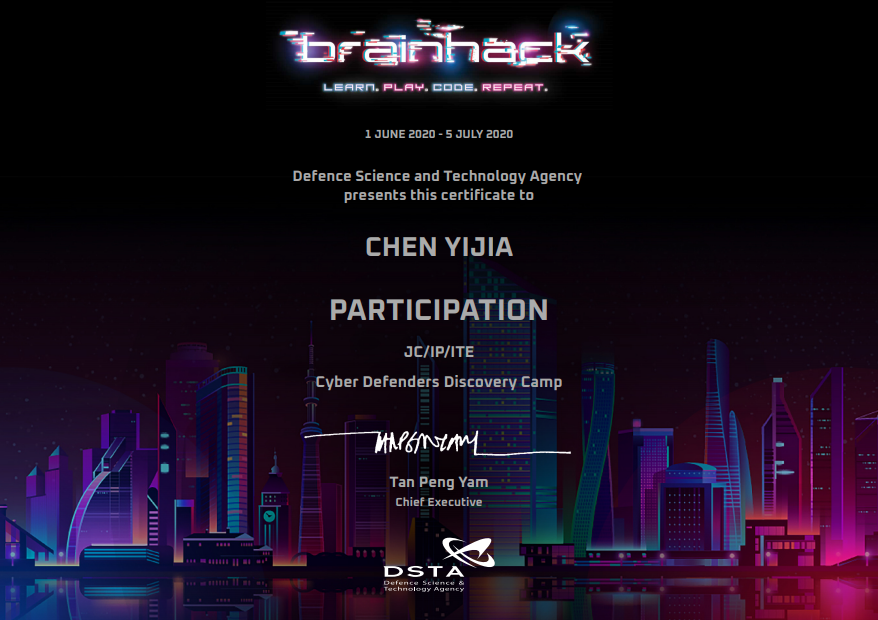 brainhack
LEARN. PLAY. CODE. REPEAT.
1 JUNE 2020 - 5 JULY 2020
Defence Science and Technology Agency
presents this certificate to
CHEN YIJIA
PARTICIPATION
JC/IP/ITE
Cyber Defenders Discovery Camp
Tan Peng Yam
Chief Executive
DSTA
Defence Science &
Technology Agency